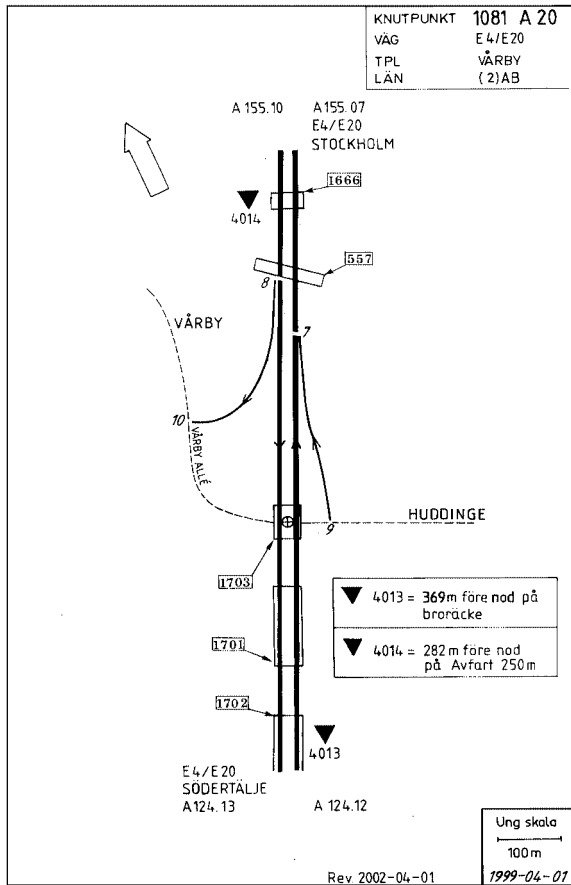 KNUTPUNKT 1081 A 20
VÄG E4/E20
TPL VÅRBY
LÄN (2)AB
A 155.10 A 155.07
E4/E20
STOCKHOLM
1666
4014
557
8
VÅRBY
7
10
VÅRBY ALLÉ
HUDDINGE
9
1703
4013 = 369m före nod på
broräcke
1701
4014 = 282m före nod
på Avfart 250m
1702
4013
E4/E20
SÖDERTÄLJE
A124.13 A 124.12
Ung skala
100m
Rev. 2002-04-01 1999-04-01